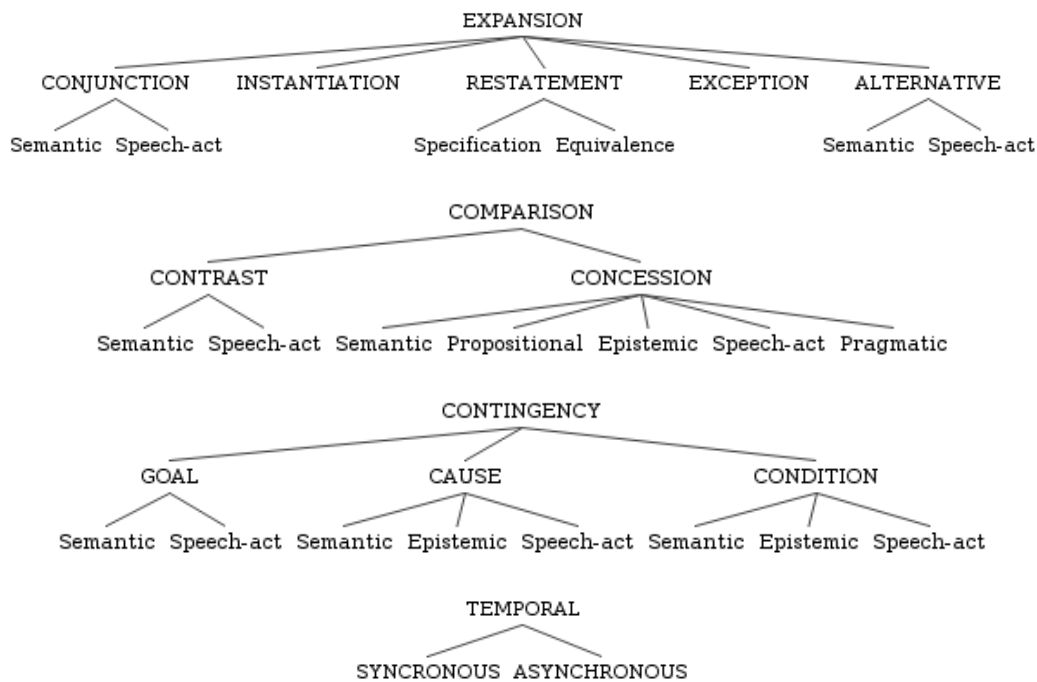 EXPANSION
CONJUNCTION INSTANTIATION RESTATEMENT EXCEPTION ALTERNATIVE
Semantic Speech-act Specification Equivalence Semantic Speech-act
COMPARISON
CONTRAST CONCESSION
Semantic Speech-act Semantic Propositional Epistemic Speech-act Pragmatic
CONTINGENCY
GOAL CAUSE CONDITION
Semantic Speech-act Semantic Epistemic Speech-act Semantic Epistemic Speech-act
TEMPORAL
SYNCRONOUS ASYNCHRONOUS